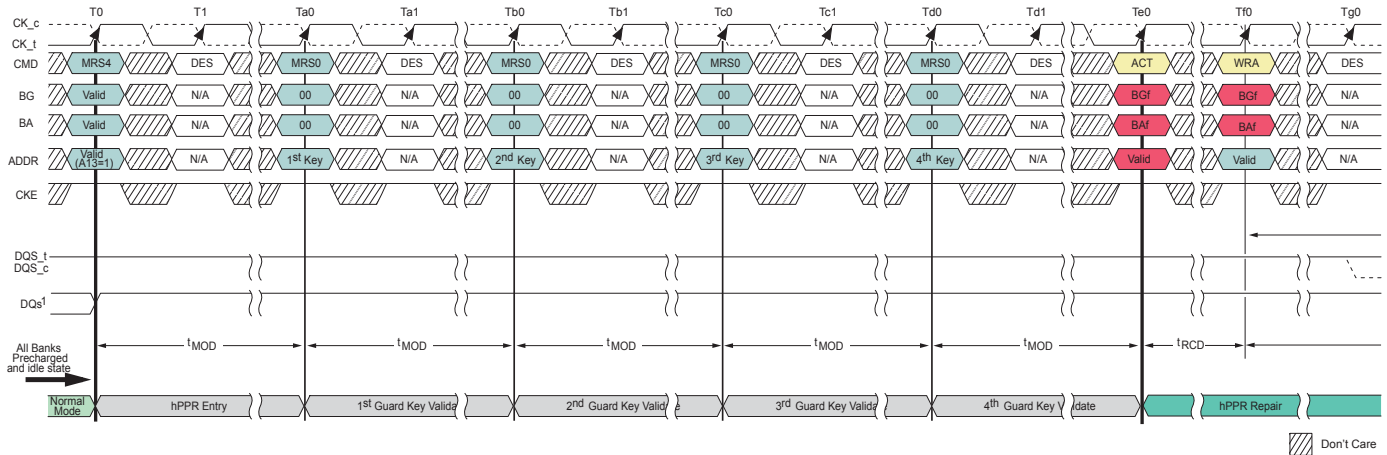 T0 T1 Ta0 Ta1 Tb0 Tb1 Tc0 Tc1 Td0 Td1 Te0 Tf0 Tg0
CK_c
CK_t
CMD MRS4 DES MRS0 DES MRS0 DES MRS0 DES MRS0 DES ACT WRA DES
BG Valid N/A 00 N/A 00 N/A 00 N/A 00 N/A BGf BGf N/A
BA Valid N/A 00 N/A 00 N/A 00 N/A 00 N/A BAf BAf N/A
ADDR Valid (A13=1) N/A 1st Key N/A 2nd Key N/A 3rd Key N/A 4th Key N/A Valid Valid N/A
CKE
DQS_t
DQS_c
DQs1
tMOD tMOD tMOD tMOD tMOD tRCD
All Banks
Precharged
and idle state
Normal Mode hPPR Entry 1st Guard Key Valida 2nd Guard Key Valid e 3rd Guard Key Valida 4th Guard Key V idate hPPR Repair
Don't Care